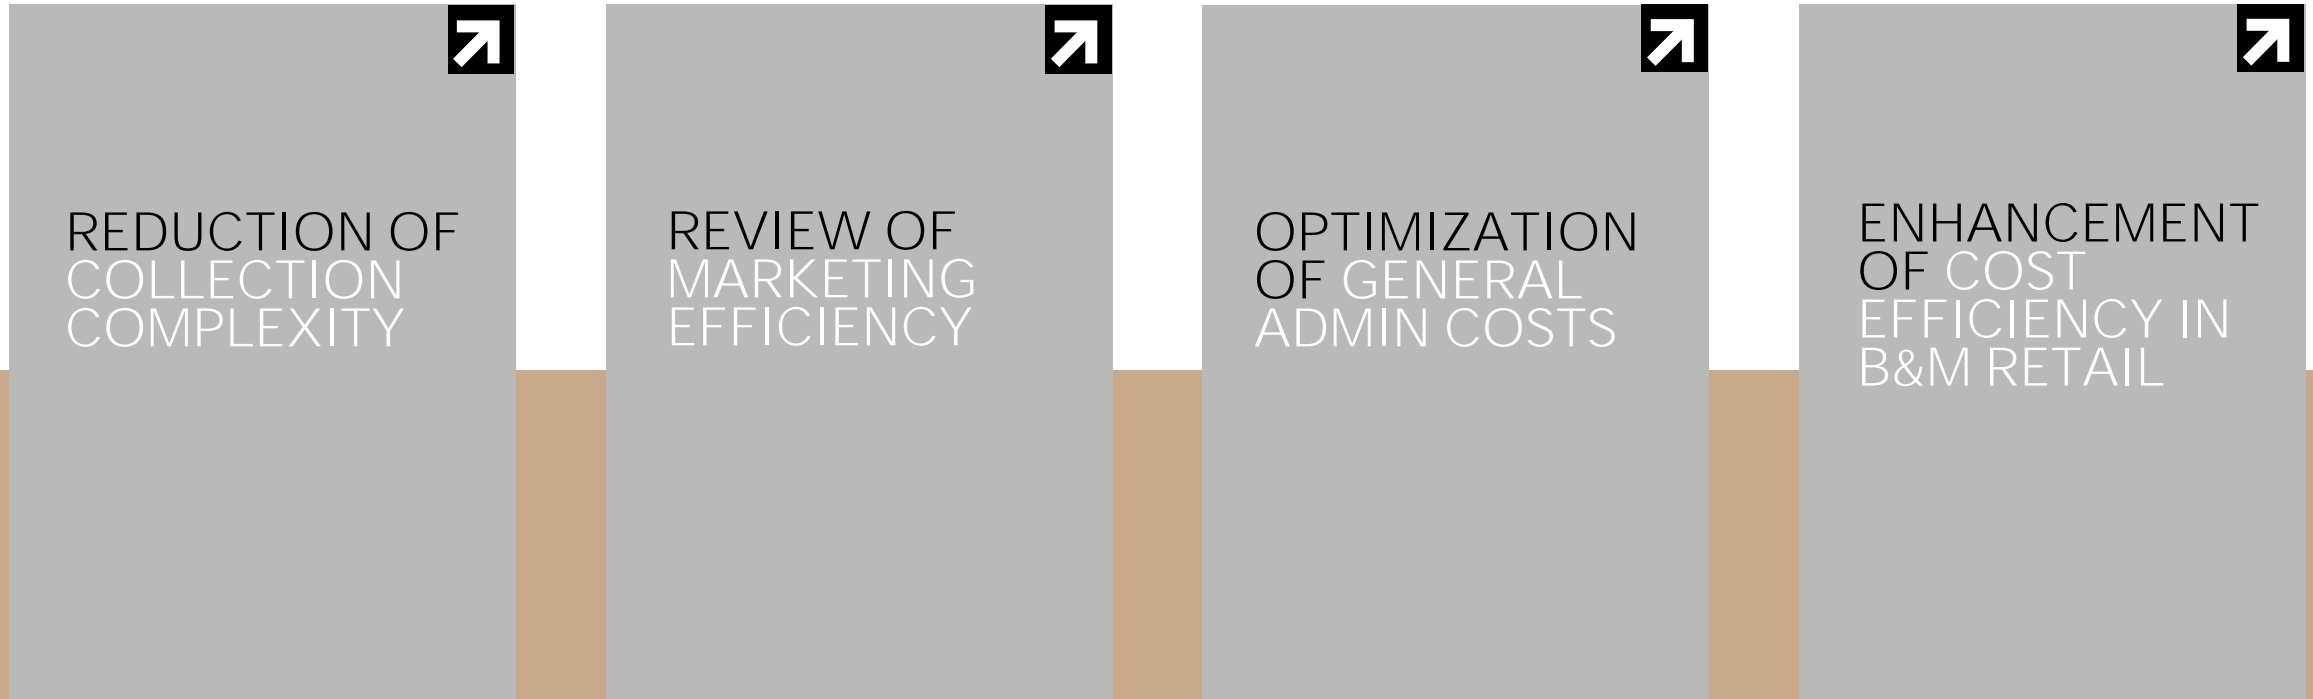 REDUCTION OF
COLLECTION
COMPLEXITY
REVIEW OF
MARKETING
EFFICIENCY
OPTIMIZATION
OF GENERAL
ADMIN COSTS
ENHANCEMENT
OF COST
EFFICIENCY IN
B&M RETAIL